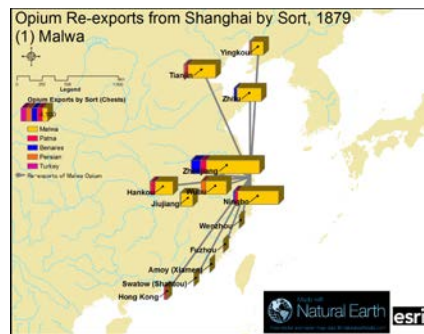 Opium Re-exports from Shanghai by Sort, 1879
(1) Malwa
Legend
Opium Exports by Sort (Chests)
Malwa
Patna
Benares
Persian
Turkey
Re-exports of Malwa Opium
Yingkou
Tianjin
Zhifu
Zhenjiang
Hankou
Wuhu
Jiujiang
Ningbo
Wenzhou
Fuzhou
Amoy (Xiamen)
Swatow (Shantou)
Hong Kong
Made with
Natural Earth
esri